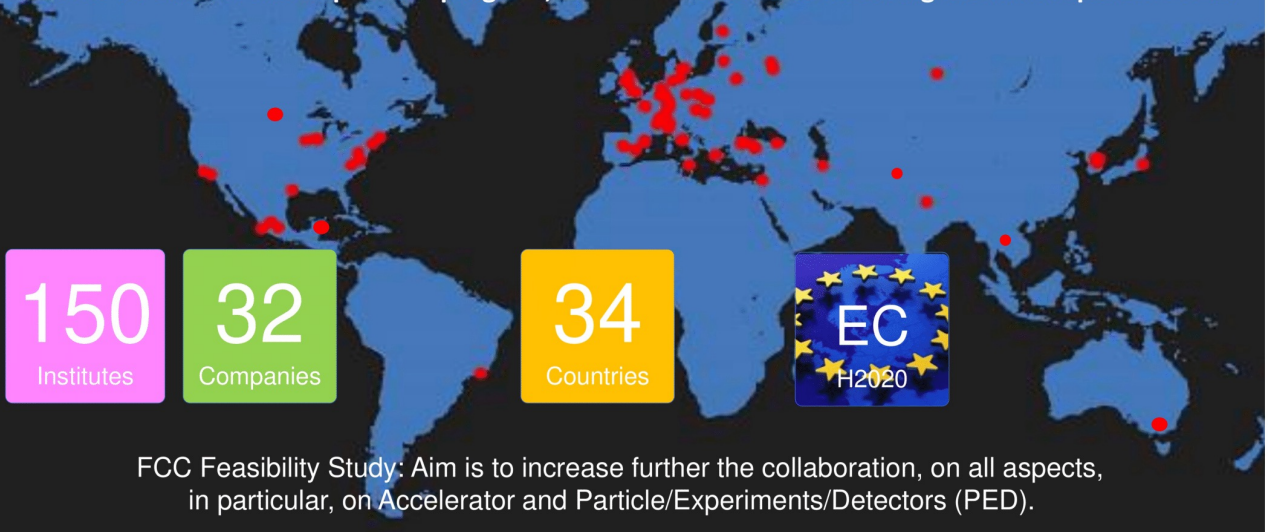 150
Institutes
32
Companies
34
Countries
EC
H2020
FCC Feasibility Study: Aim is to increase further the collaboration, on all aspects,
in particular, on Accelerator and Particle/Experiments/Detectors (PED).